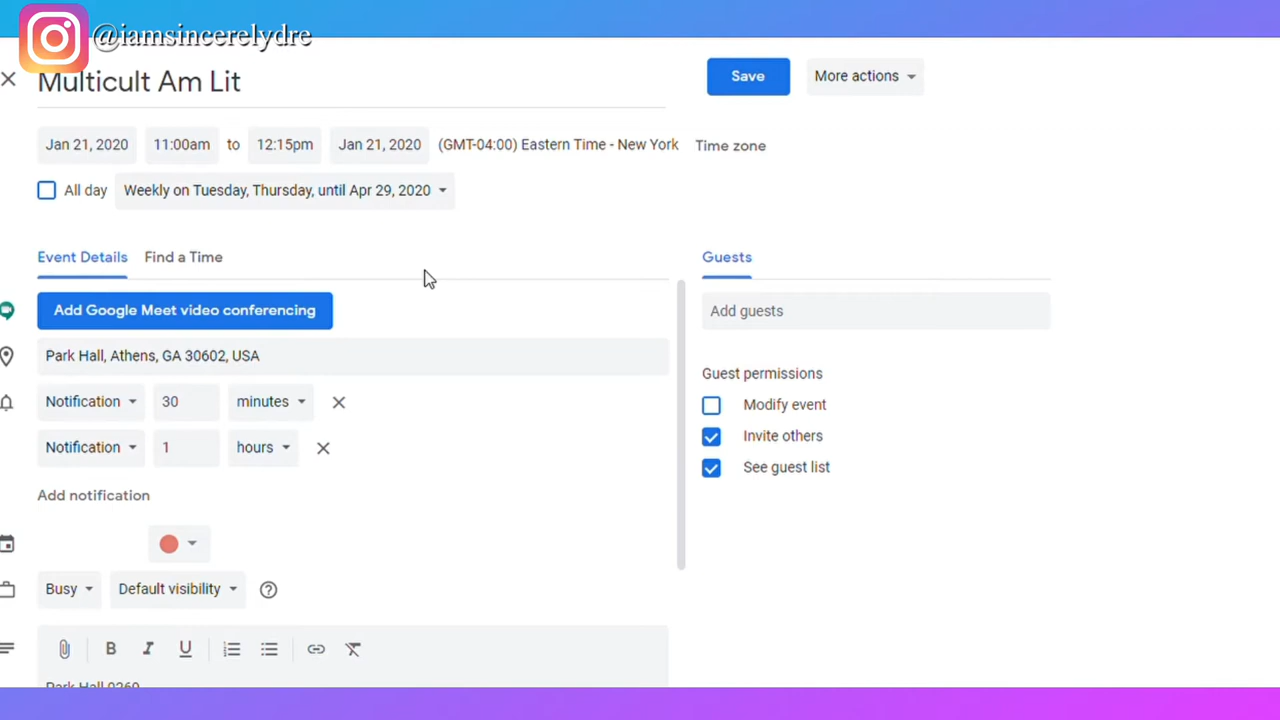 @iamsincerelydre
Multicult Am Lit
Save
More actions
Jan 21, 2020 11:00am to 12:15pm Jan 21, 2020 (GMT-04:00) Eastern Time - New York Time zone
All day Weekly on Tuesday, Thursday, until Apr 29, 2020
Event Details Find a Time
Guests
Add Google Meet video conferencing
Add guests
Park Hall, Athens, GA 30602, USA
Guest permissions
Notification 30 minutes
Modify event
Invite others
Notification 1 hours
See guest list
Add notification
Busy Default visibility
B I U
Park Hall 0269